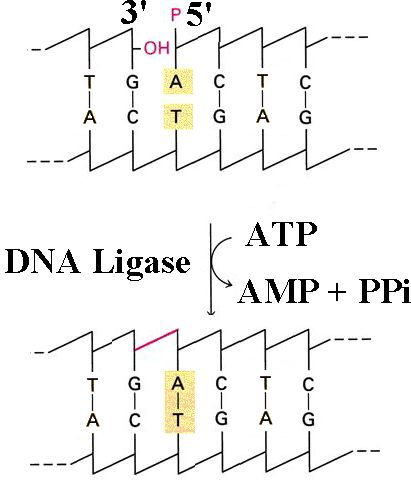 3' P 5'
OH
T G A C T C
A C T G A G
ATP
DNA Ligase
AMP + PPi
T G A C T C
A C T G A G